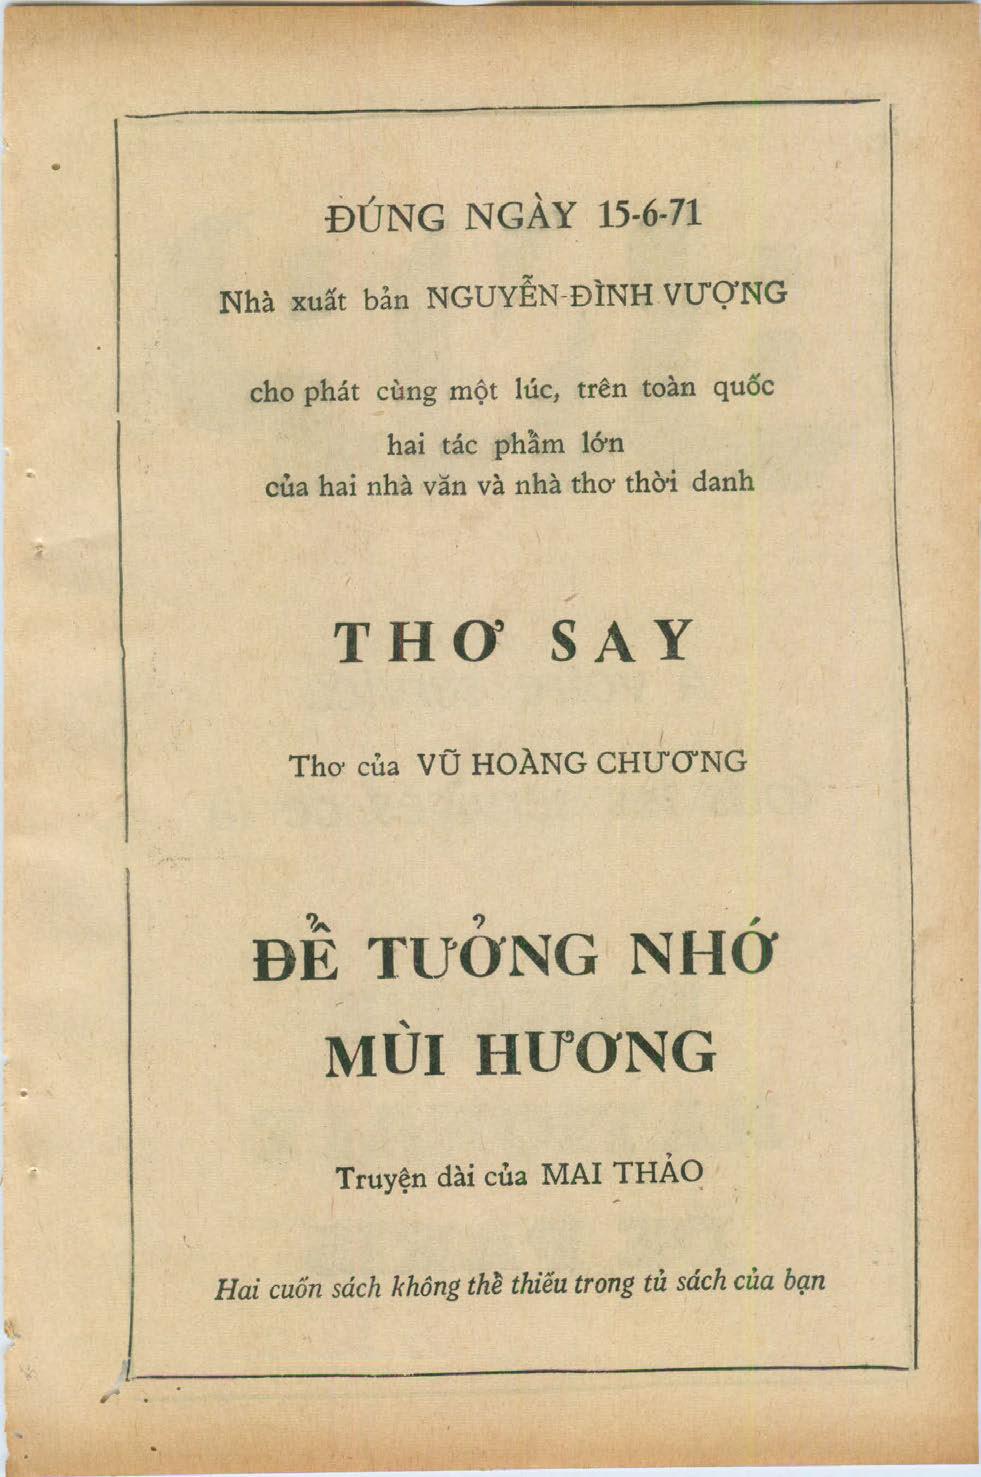 ĐÚNG NGÀY 15-6-71
Nhà xuất bản NGUYỄN-ĐÌNH VƯỢNG
cho phát cùng một lúc, trên toàn quốc
hai tác phẩm lớn
của hai nhà văn và nhà thơ thời danh
THƠ SAY
Thơ của VŨ HOÀNG CHƯƠNG
ĐỂ TƯỞNG NHỚ
MÙI HƯƠNG
Truyện dài của MAI THẢO
Hai cuốn sách không thể thiếu trong tủ sách của bạn